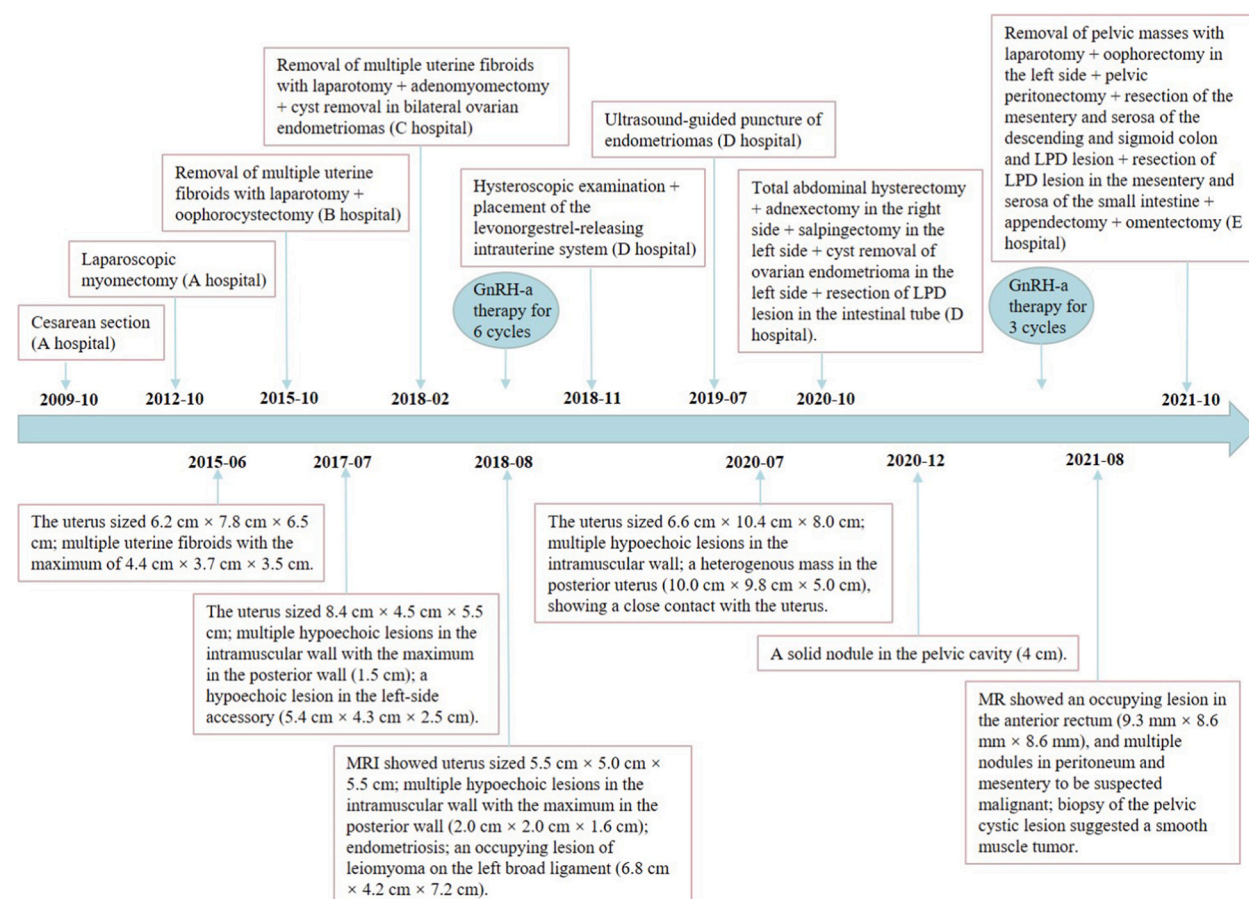 Cesarean section
(A hospital)
Laparoscopic
myomectomy (A hospital)
Removal of multiple uterine
fibroids with laparotomy +
oophorocystectomy (B hospital)
Removal of multiple uterine fibroids
with laparotomy + adenomyomectomy
+ cyst removal in bilateral ovarian
endometriomas (C hospital)
Hysteroscopic examination +
placement of the
levonorgestrel-releasing
intrauterine system (D hospital)
GnRH-a
therapy for
6 cycles
Ultrasound-guided puncture of
endometriomas (D hospital)
Total abdominal hysterectomy
+ adnexectomy in the right
side + salpingectomy in the
left side + cyst removal of
ovarian endometrioma in the
left side + resection of LPD
lesion in the intestinal tube (D
hospital).
Removal of pelvic masses with
laparotomy + oophorectomy in
the left side + pelvic
peritonectomy + resection of the
mesentery and serosa of the
descending and sigmoid colon
and LPD lesion + resection of
LPD lesion in the mesentery and
serosa of the small intestine +
appendectomy + omentectomy (E
hospital)
GnRH-a
therapy for
3 cycles
2009-10
2012-10
2015-10
2018-02
2018-11
2019-07
2020-10
2021-10
2015-06
2017-07
2018-08
2020-07
2020-12
2021-08
The uterus sized 6.2 cm × 7.8 cm × 6.5
cm; multiple uterine fibroids with the
maximum of 4.4 cm × 3.7 cm × 3.5 cm.
The uterus sized 8.4 cm × 4.5 cm × 5.5
cm; multiple hypoechoic lesions in the
intramuscular wall with the maximum
in the posterior wall (1.5 cm); a
hypoechoic lesion in the left-side
accessory (5.4 cm × 4.3 cm × 2.5 cm).
MRI showed uterus sized 5.5 cm × 5.0 cm ×
5.5 cm; multiple hypoechoic lesions in the
intramuscular wall with the maximum in the
posterior wall (2.0 cm × 2.0 cm × 1.6 cm);
endometriosis; an occupying lesion of
leiomyoma on the left broad ligament (6.8 cm
× 4.2 cm × 7.2 cm).
The uterus sized 6.6 cm × 10.4 cm × 8.0 cm;
multiple hypoechoic lesions in the
intramuscular wall; a heterogenous mass in the
posterior uterus (10.0 cm × 9.8 cm × 5.0 cm),
showing a close contact with the uterus.
A solid nodule in the pelvic cavity (4 cm).
MR showed an occupying lesion in
the anterior rectum (9.3 mm × 8.6
mm × 8.6 mm), and multiple
nodules in peritoneum and
mesentery to be suspected
malignant; biopsy of the pelvic
cystic lesion suggested a smooth
muscle tumor.